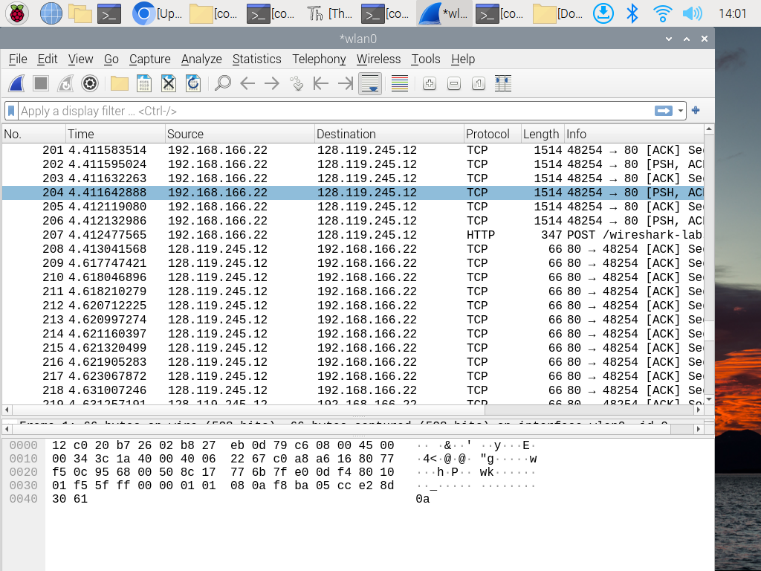 [Up... [co... [co... [Th... [co... *wl... [co... [Do... 14:01
*wlan0
File Edit View Go Capture Analyze Statistics Telephony Wireless Tools Help
Apply a display filter ... <Ctrl-/>
No. Time Source Destination Protocol Length Info
201 4.411583514 192.168.166.22 128.119.245.12 TCP 1514 48254 → 80 [ACK] Se
202 4.411595024 192.168.166.22 128.119.245.12 TCP 1514 48254 → 80 [PSH, AC
203 4.411632263 192.168.166.22 128.119.245.12 TCP 1514 48254 → 80 [ACK] Se
204 4.411642888 192.168.166.22 128.119.245.12 TCP 1514 48254 → 80 [PSH, AC
205 4.412119080 192.168.166.22 128.119.245.12 TCP 1514 48254 → 80 [ACK] Se
206 4.412132986 192.168.166.22 128.119.245.12 TCP 1514 48254 → 80 [PSH, AC
207 4.412477565 192.168.166.22 128.119.245.12 HTTP 347 POST /wireshark-lab
208 4.413041568 128.119.245.12 192.168.166.22 TCP 66 80 → 48254 [ACK] Se
209 4.617747421 128.119.245.12 192.168.166.22 TCP 66 80 → 48254 [ACK] Se
210 4.618046896 128.119.245.12 192.168.166.22 TCP 66 80 → 48254 [ACK] Se
211 4.618210279 128.119.245.12 192.168.166.22 TCP 66 80 → 48254 [ACK] Se
212 4.620712225 128.119.245.12 192.168.166.22 TCP 66 80 → 48254 [ACK] Se
213 4.620997274 128.119.245.12 192.168.166.22 TCP 66 80 → 48254 [ACK] Se
214 4.621160397 128.119.245.12 192.168.166.22 TCP 66 80 → 48254 [ACK] Se
215 4.621320499 128.119.245.12 192.168.166.22 TCP 66 80 → 48254 [ACK] Se
216 4.621905283 128.119.245.12 192.168.166.22 TCP 66 80 → 48254 [ACK] Se
217 4.623067872 128.119.245.12 192.168.166.22 TCP 66 80 → 48254 [ACK] Se
218 4.631007246 128.119.245.12 192.168.166.22 TCP 66 80 → 48254 [ACK] Se
219 4.631257191 128.119.245.12 192.168.166.22 TCP 66 80 → 48254 [ACK] Se
0000 12 c0 20 b7 26 02 b8 27 eb 0d 79 c6 08 00 45 00 ·· ·&··' ··y···E·
0010 00 34 3c 1a 40 00 40 06 22 67 c0 a8 a6 16 80 77 ·4<·@·@· "g·····w
0020 f5 0c 95 68 00 50 8c 17 77 6b 7f e0 0d f4 80 10 ···h·P·· wk······
0030 01 f5 5f ff 00 00 01 01 08 0a f8 ba 05 cc e2 8d ··_····· ········
0040 30 61 0a